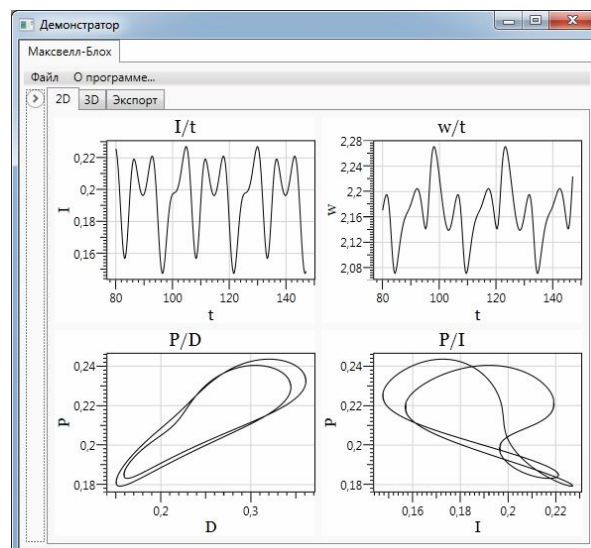 Демонстратор
Максвелл-Блох
Файл О программе...
2D 3D Экспорт
I/t
0,22
0,2
0,16
I
80 100 120 140
t
w/t
2,28
2,24
2,2
2,16
2,08
w
80 100 120 140
t
P/D
0,24
0,22
0,2
0,18
P
0,2 0,3
D
P/I
0,24
0,22
0,2
0,18
P
0,16 0,18 0,2 0,22
I